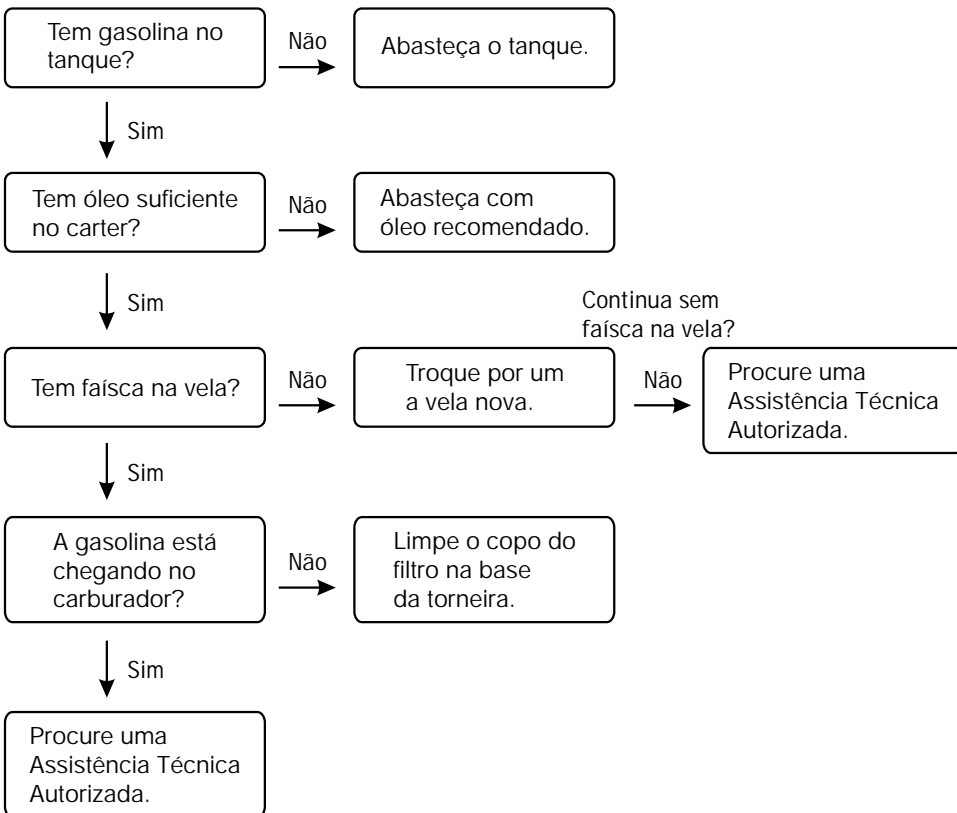 Tem gasolina no
tanque?
Não
Abasteça o tanque.
Sim
Tem óleo suficiente
no carter?
Não
Abasteça com
óleo recomendado.
Sim
Tem faísca na vela?
Não
Troque por um
a vela nova.
Continua sem
faísca na vela?
Não
Procure uma
Assistência Técnica
Autorizada.
Sim
A gasolina está
chegando no
carburador?
Não
Limpe o copo do
filtro na base
da torneira.
Sim
Procure uma
Assistência Técnica
Autorizada.